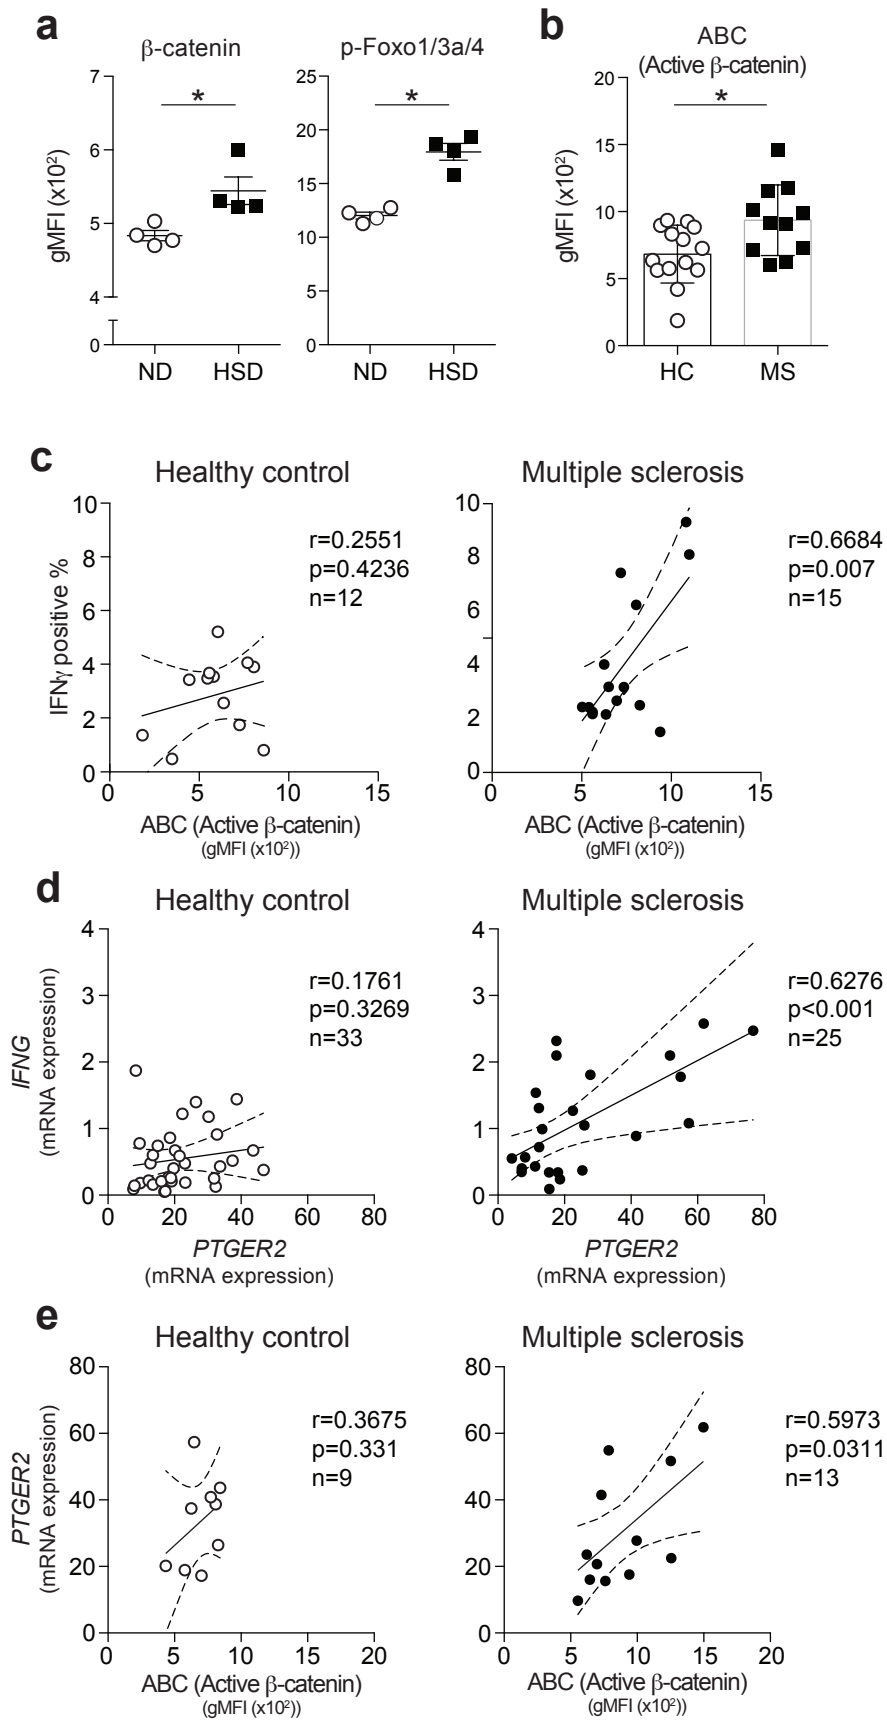 a
β-catenin
p-Foxo1/3a/4
gMFI (x10²)
7
6
5
4
0
*
ND
HSD
25
20
15
10
5
0
*
ND
HSD
b
ABC
(Active β-catenin)
gMFI (x10²)
20
15
10
5
0
*
HC
MS
c
Healthy control
IFNγ positive %
10
8
6
4
2
0
r=0.2551
p=0.4236
n=12
0
5
10
15
ABC (Active β-catenin)
(gMFI (x10²))
Multiple sclerosis
10
8
6
4
2
0
r=0.6684
p=0.007
n=15
0
5
10
15
ABC (Active β-catenin)
(gMFI (x10²))
d
Healthy control
IFNG
(mRNA expression)
4
3
2
1
0
r=0.1761
p=0.3269
n=33
0
20
40
60
80
PTGER2
(mRNA expression)
Multiple sclerosis
4
3
2
1
0
r=0.6276
p<0.001
n=25
0
20
40
60
80
PTGER2
(mRNA expression)
e
Healthy control
PTGER2
(mRNA expression)
80
60
40
20
0
r=0.3675
p=0.331
n=9
0
5
10
15
20
ABC (Active β-catenin)
(gMFI (x10²))
Multiple sclerosis
80
60
40
20
0
r=0.5973
p=0.0311
n=13
0
5
10
15
20
ABC (Active β-catenin)
(gMFI (x10²))